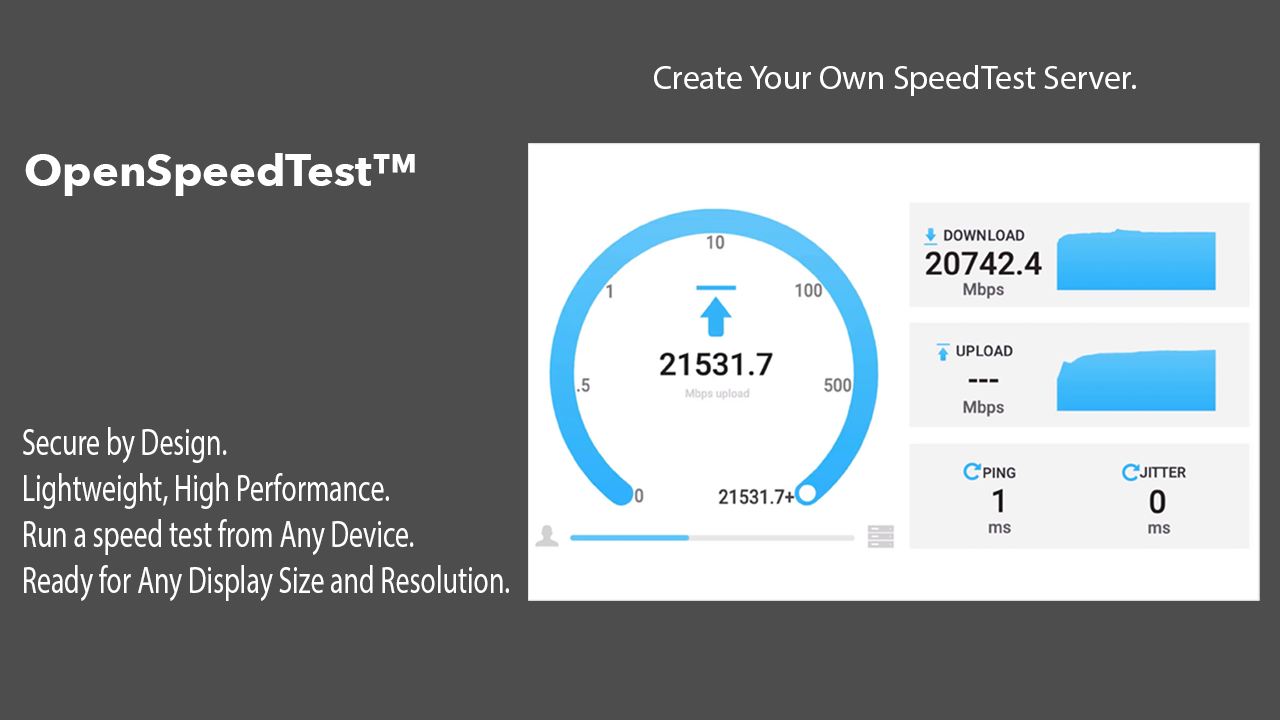 Create Your Own SpeedTest Server.
OpenSpeedTest™
Secure by Design.
Lightweight, High Performance.
Run a speed test from Any Device.
Ready for Any Display Size and Resolution.
10
1
100
.5
500
0
21531.7
Mbps upload
21531.7+
DOWNLOAD
20742.4
Mbps
UPLOAD
---
Mbps
PING
1
ms
JITTER
0
ms